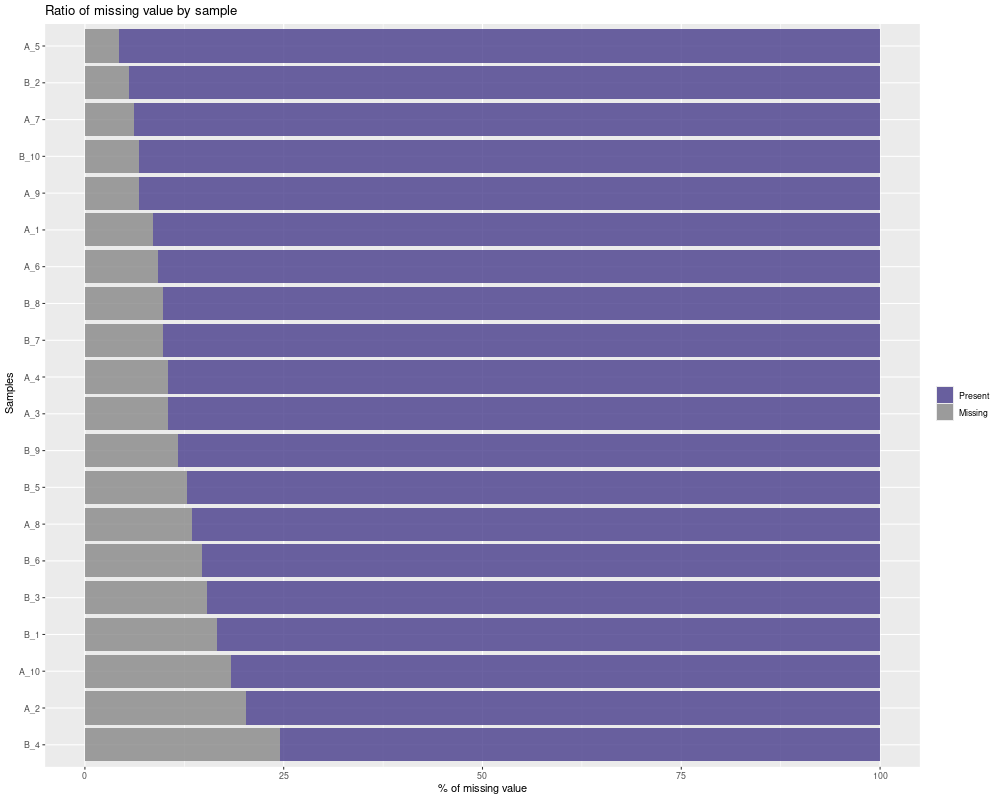 Ratio of missing value by sample
A_5
B_2
A_7
B_10
A_9
A_1
A_6
B_8
B_7
A_4
A_3
B_9
B_5
A_8
B_6
B_3
B_1
A_10
A_2
B_4
Samples
0 25 50 75 100
% of missing value
Present
Missing